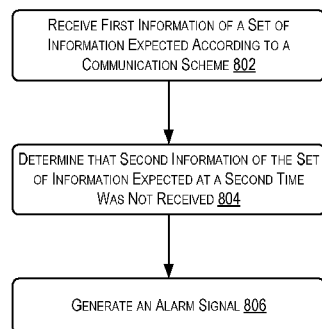 RECEIVE FIRST INFORMATION OF A SET OF
INFORMATION EXPECTED ACCORDING TO A
COMMUNICATION SCHEME 802
DETERMINE THAT SECOND INFORMATION OF THE SET
OF INFORMATION EXPECTED AT A SECOND TIME
WAS NOT RECEIVED 804
GENERATE AN ALARM SIGNAL 806